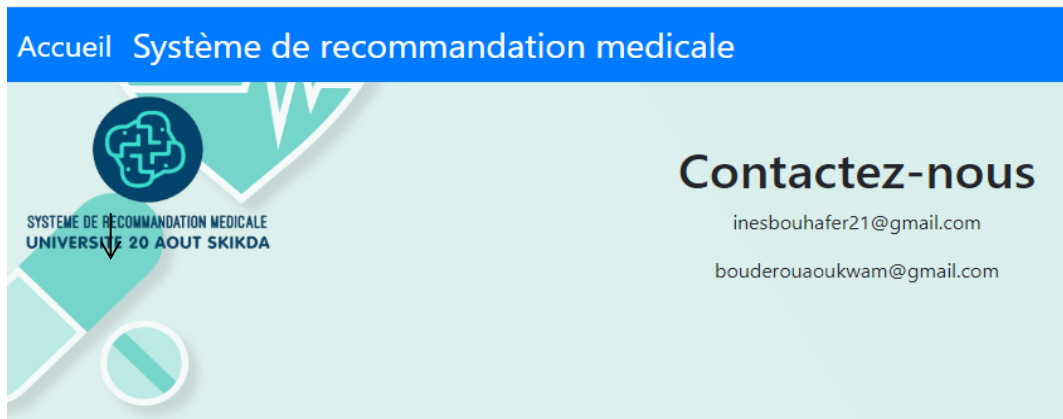 Accueil Système de recommandation medicale
SYSTEME DE RECOMMANDATION MEDICALE
UNIVERSITE 20 AOUT SKIKDA
Contactez-nous
inesbouhafer21@gmail.com
bouderouaoukwam@gmail.com